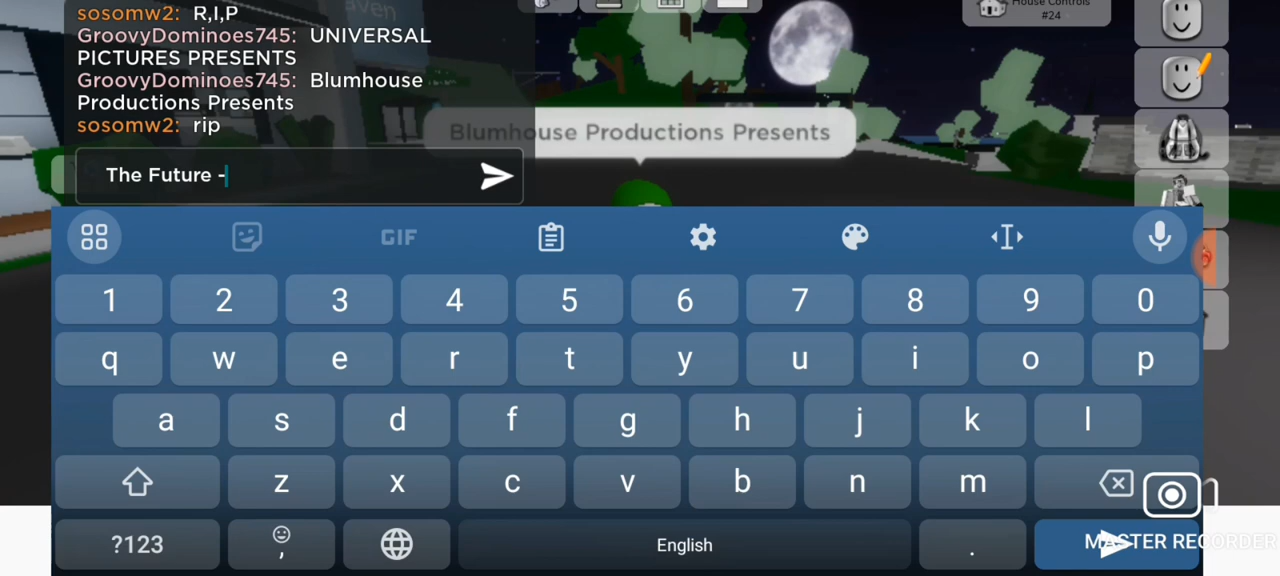 aven
House Controls
#24
sosomw2: R,I,P
GroovyDominoes745: UNIVERSAL
PICTURES PRESENTS
GroovyDominoes745: Blumhouse
Productions Presents
sosomw2: rip
Blumhouse Productions Presents
The Future -
GIF
1 2 3 4 5 6 7 8 9 0
q w e r t y u i o p
a s d f g h j k l
z x c v b n m
?123 , English .
MASTER RECORDER